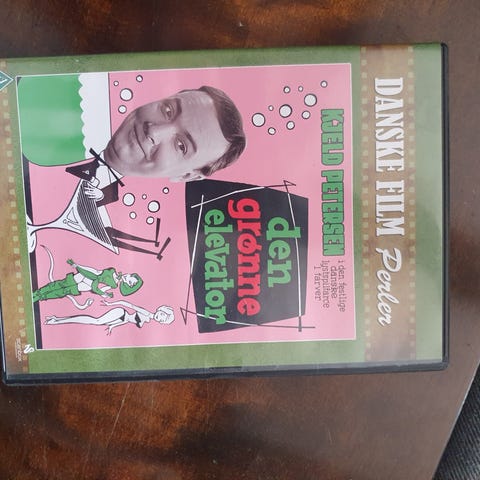 DANSKE FILM Perler
KJELD PETERSEN
i den festlige
danske
lystspilfarce
i farver
den
grønne
elevator